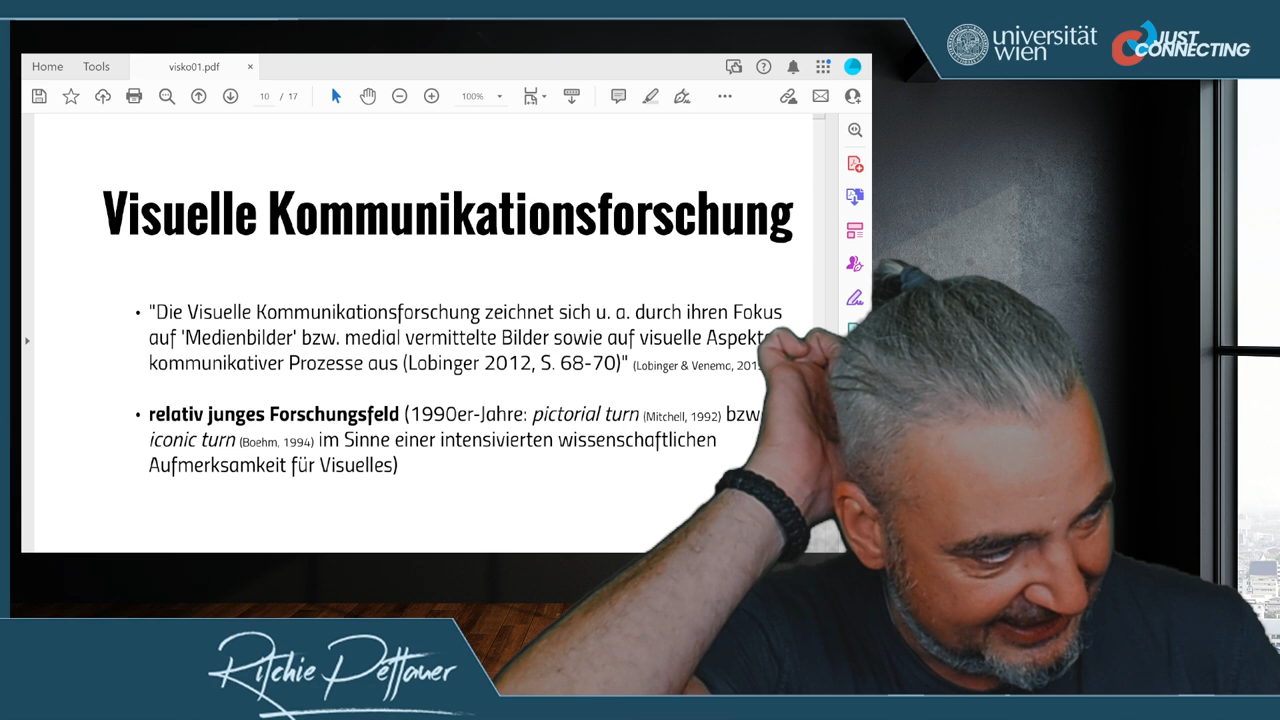 universität
wien
JUST
CONNECTING
Home Tools visko01.pdf ×
10 / 17 100%
Visuelle Kommunikationsforschung
• "Die Visuelle Kommunikationsforschung zeichnet sich u. a. durch ihren Fokus
auf 'Medienbilder' bzw. medial vermittelte Bilder sowie auf visuelle Aspekte
kommunikativer Prozesse aus (Lobinger 2012, S. 68-70)" (Lobinger & Venema, 201
• relativ junges Forschungsfeld (1990er-Jahre: pictorial turn (Mitchell, 1992) bzw
iconic turn (Boehm, 1994) im Sinne einer intensivierten wissenschaftlichen
Aufmerksamkeit für Visuelles)
Ritchie Pettauer